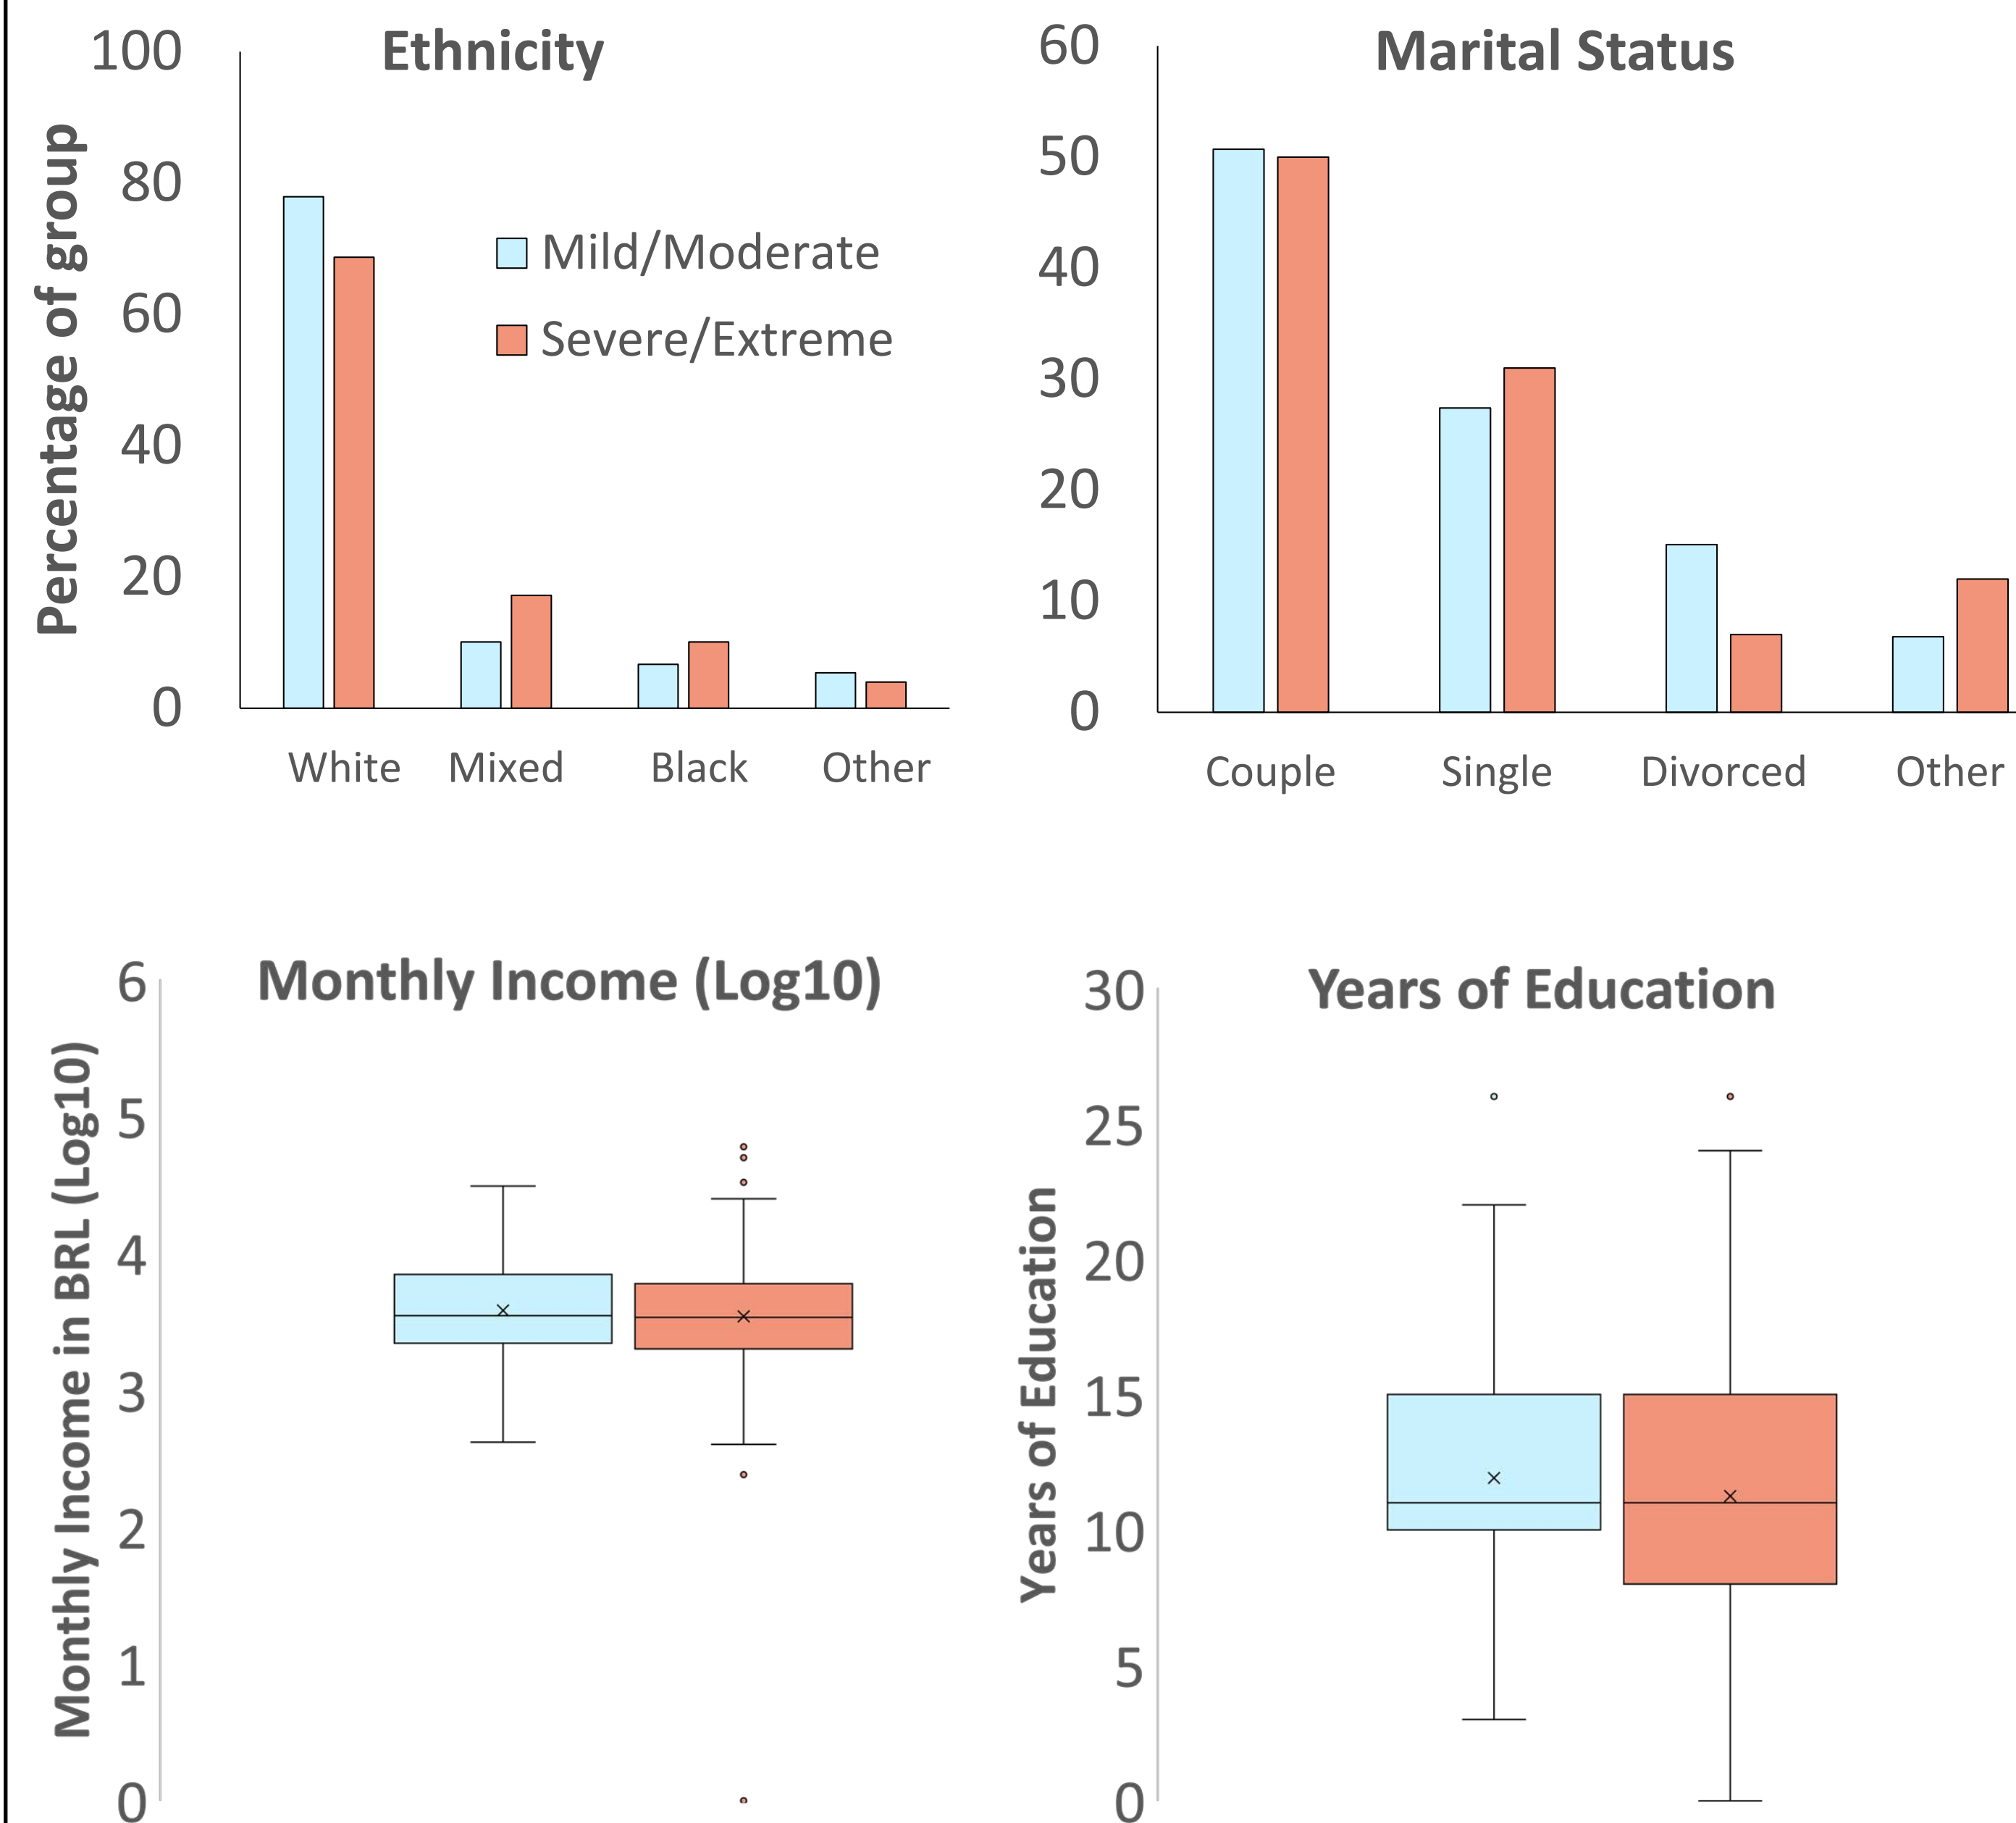 Ethnicity
Percentage of group
100
80
60
40
20
0
Mild/Moderate
Severe/Extreme
White Mixed Black Other
Marital Status
60
50
40
30
20
10
0
Couple Single Divorced Other
Monthly Income (Log10)
Monthly Income in BRL (Log10)
6
5
4
3
2
1
0
Years of Education
Years of Education
30
25
20
15
10
5
0